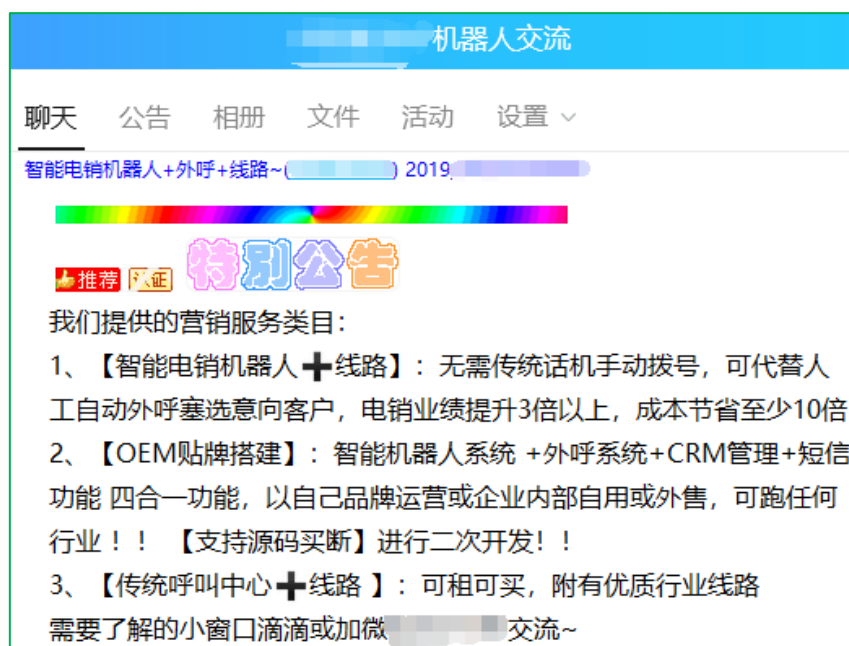 机器人交流
聊天 公告 相册 文件 活动 设置
智能电销机器人+外呼+线路~( ) 2019
推荐 认证 特别公告
我们提供的营销服务类目：
1、【智能电销机器人➕线路】：无需传统话机手动拨号，可代替人
工自动外呼塞选意向客户，电销业绩提升3倍以上，成本节省至少10倍
2、【OEM贴牌搭建】：智能机器人系统 +外呼系统+CRM管理+短信
功能 四合一功能，以自己品牌运营或企业内部自用或外售，可跑任何
行业！！ 【支持源码买断】进行二次开发！！
3、【传统呼叫中心➕线路 】：可租可买，附有优质行业线路
需要了解的小窗口滴滴或加微 交流~